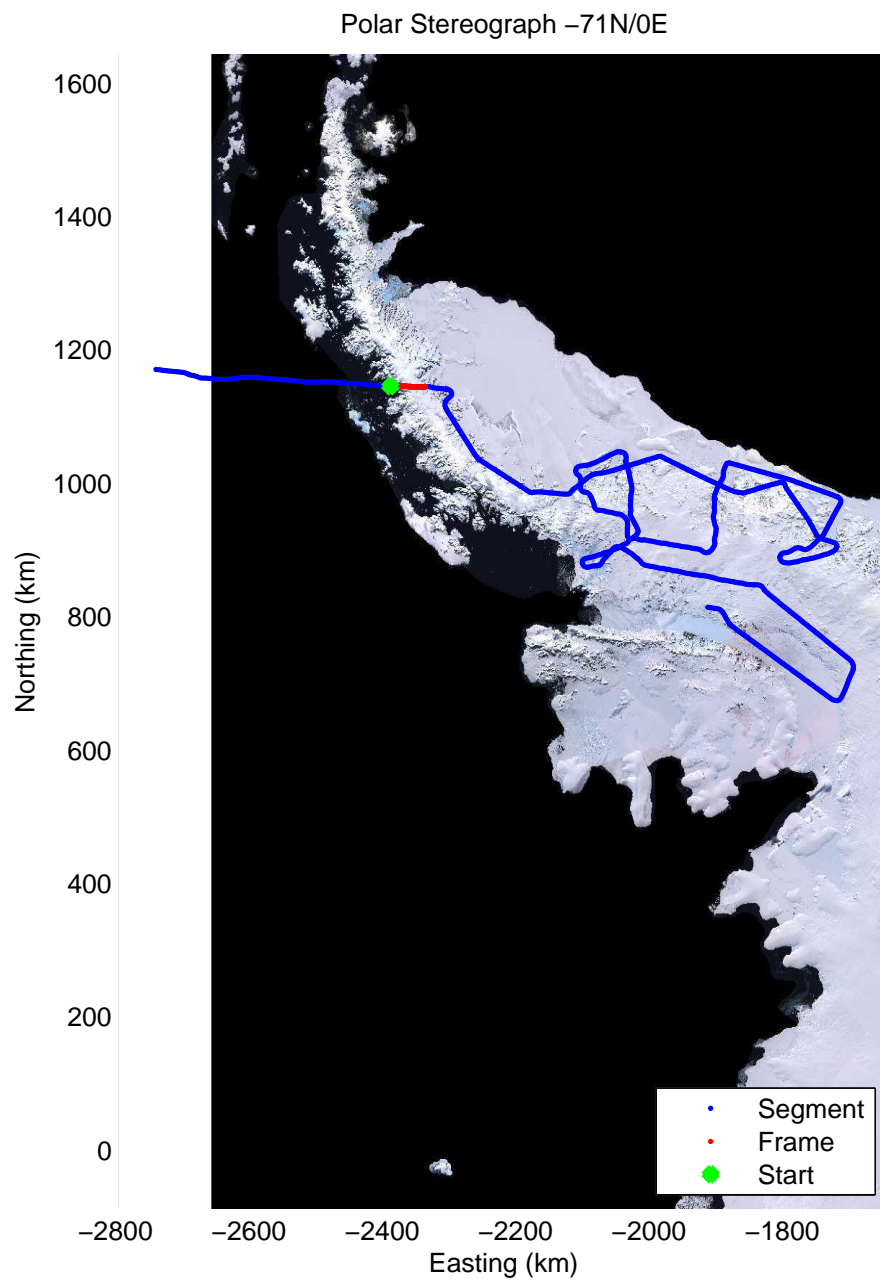 Polar Stereograph −71N/0E
1600
1400
1200
1000
800
600
400
200
0
Northing (km)
−2800 −2600 −2400 −2200 −2000 −1800
Easting (km)
Segment
Frame
Start